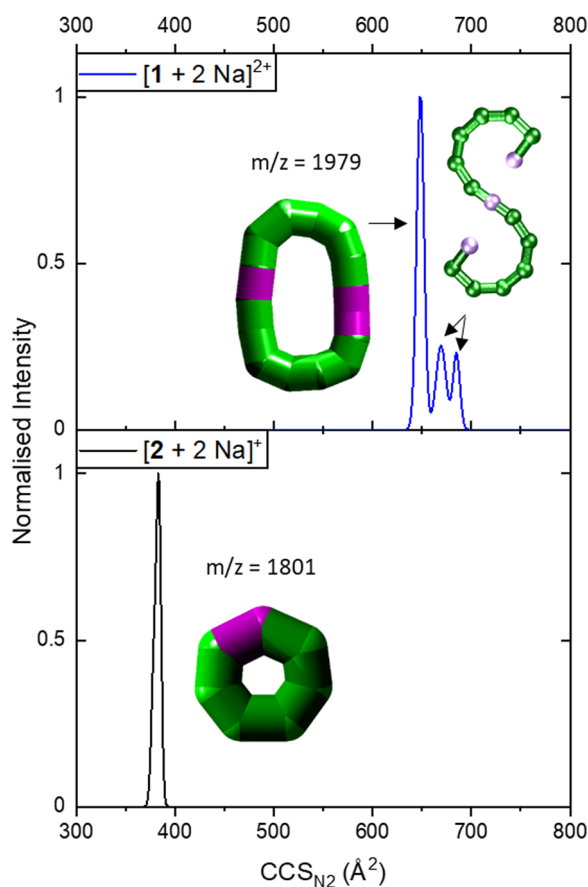 300 400 500 600 700 800
[1 + 2 Na]2+
m/z = 1979
1
0.5
0
Normalised Intensity
[2 + 2 Na]+
m/z = 1801
1
0.5
0
300 400 500 600 700 800
CCSN2 (Å2)